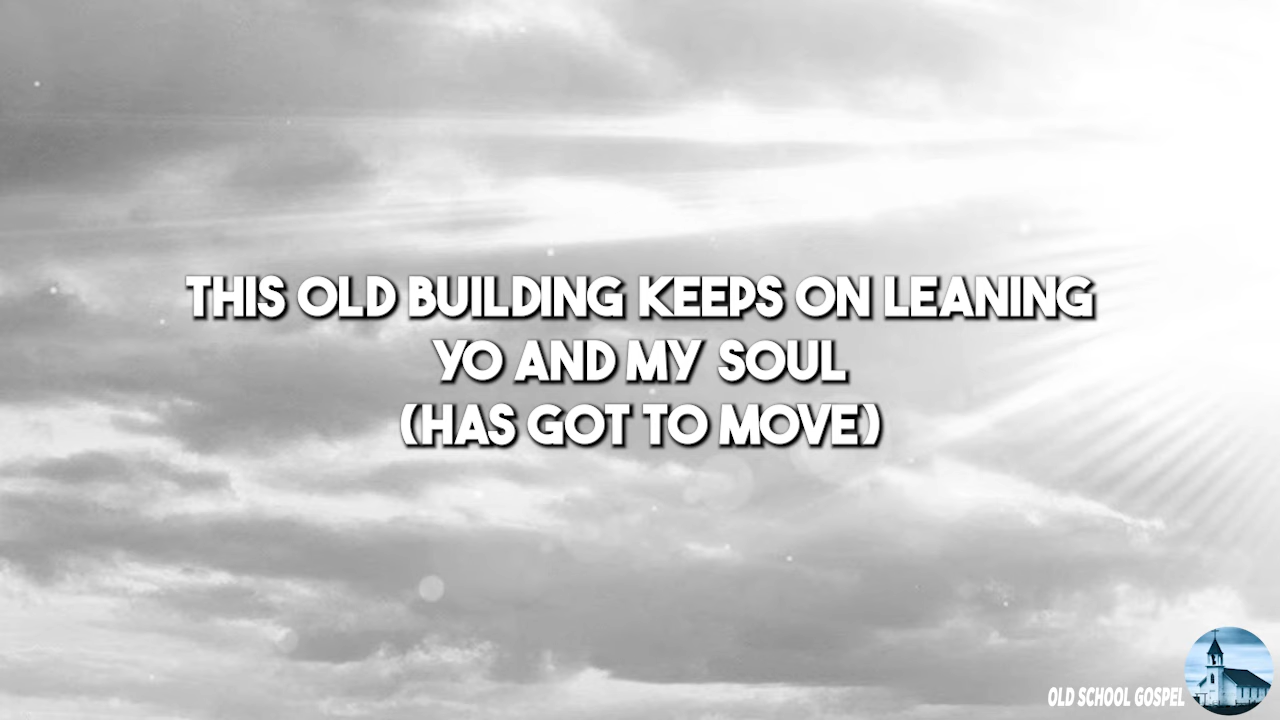 THIS OLD BUILDING KEEPS ON LEANING
YO AND MY SOUL
(HAS GOT TO MOVE)
OLD SCHOOL GOSPEL